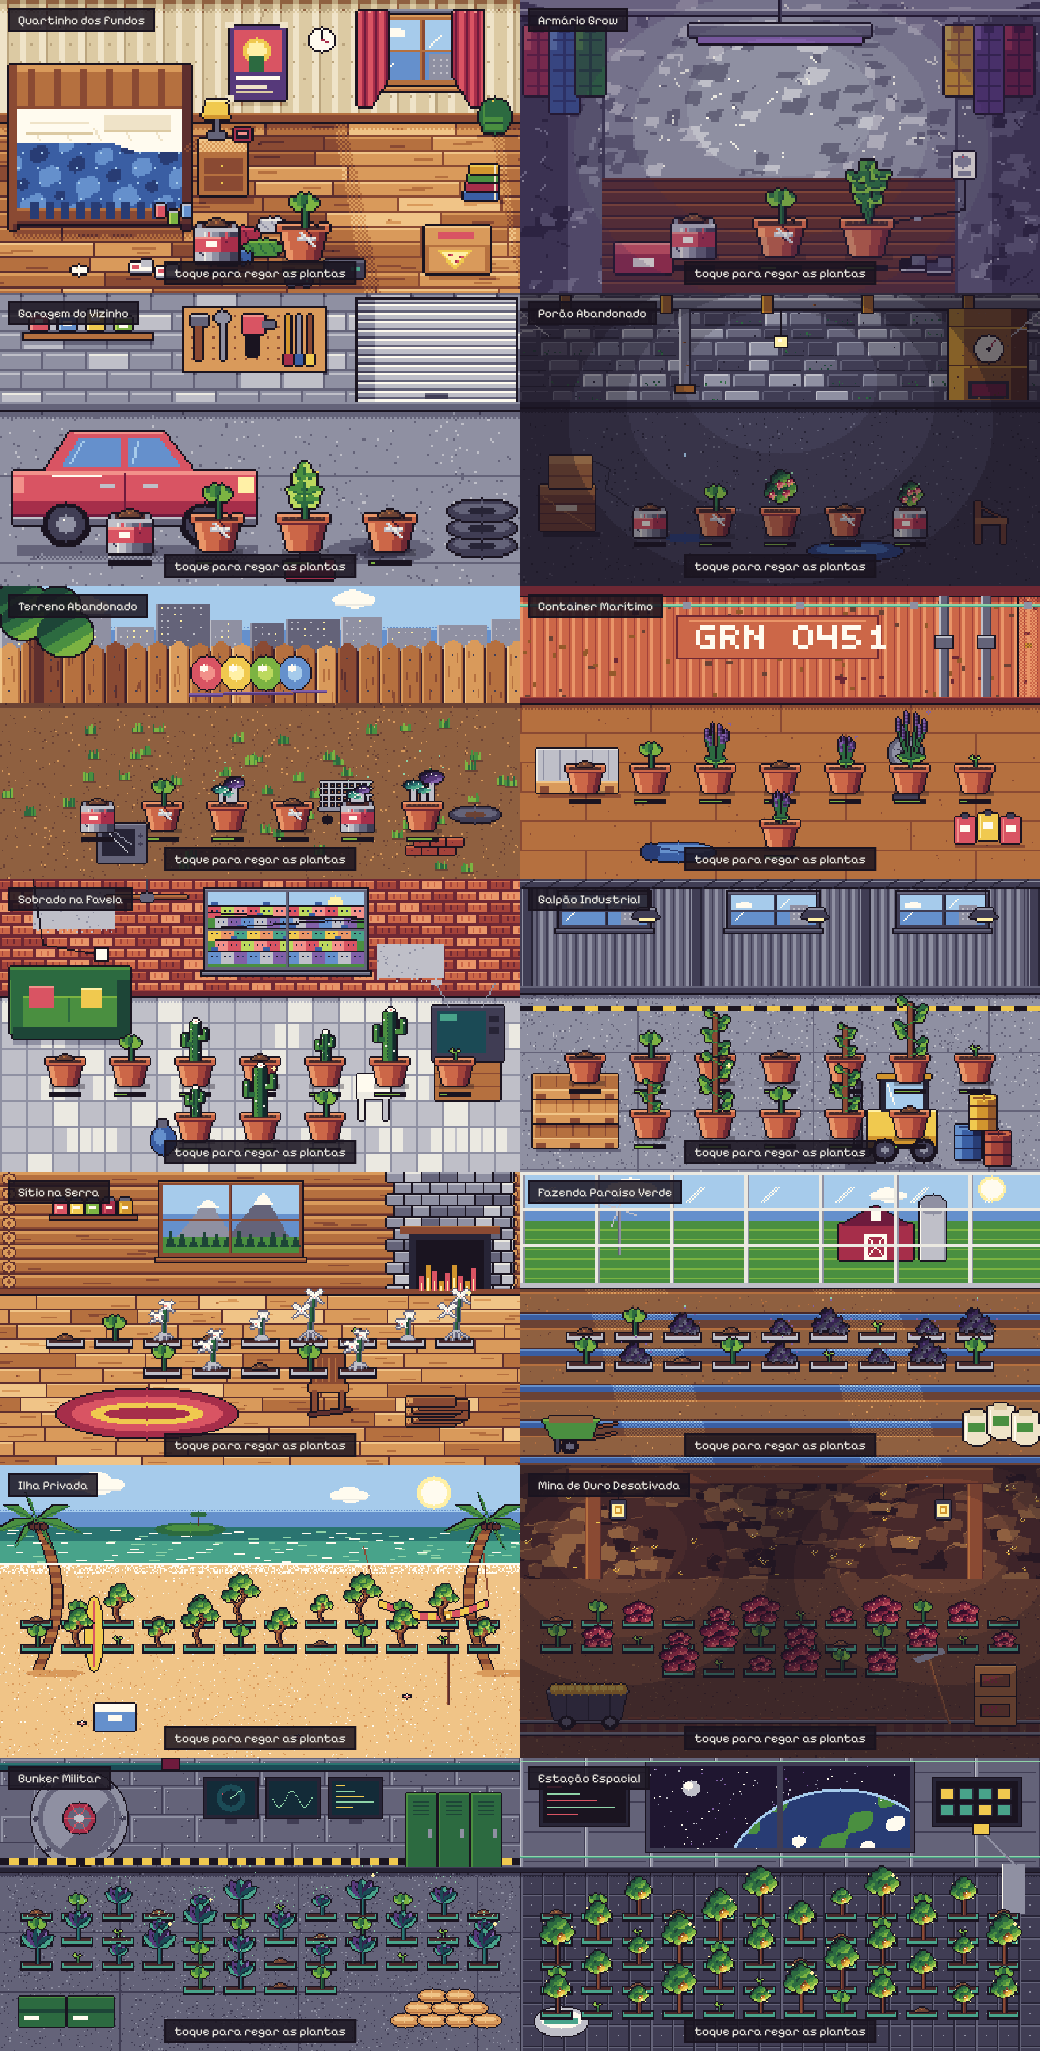 Quartinho dos Fundos
toque para regar as plantas
Armário Grow
toque para regar as plantas
Garagem do Vizinho
toque para regar as plantas
Porão Abandonado
toque para regar as plantas
Terreno Abandonado
toque para regar as plantas
Container Marítimo
GRN 0451
toque para regar as plantas
Sobrado na Favela
toque para regar as plantas
Galpão Industrial
toque para regar as plantas
Sítio na Serra
toque para regar as plantas
Fazenda Paraíso Verde
toque para regar as plantas
Ilha Privada
toque para regar as plantas
Mina de Ouro Desativada
toque para regar as plantas
Bunker Militar
toque para regar as plantas
Estação Espacial
toque para regar as plantas